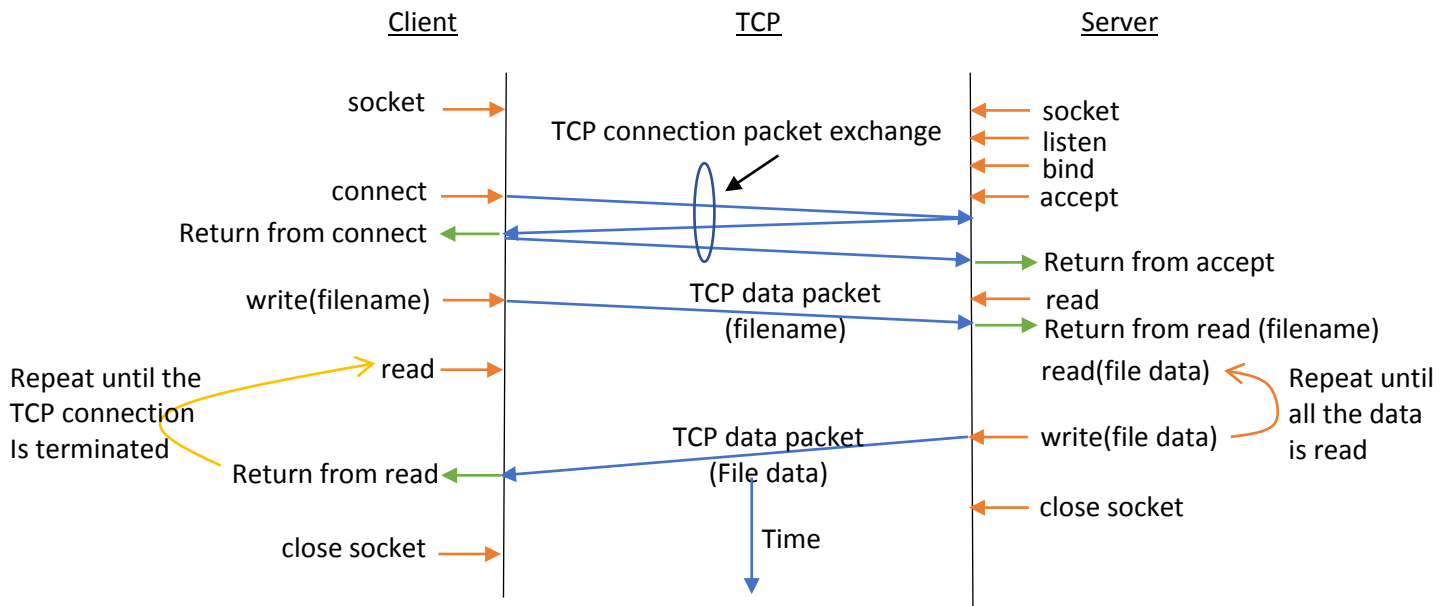 Client
TCP
Server
socket
socket
TCP connection packet exchange
listen
bind
connect
accept
Return from connect
Return from accept
write(filename)
TCP data packet
(filename)
read
Return from read (filename)
Repeat until the
TCP connection
Is terminated
read
read(file data)
Repeat until
all the data
is read
TCP data packet
(File data)
write(file data)
Return from read
close socket
Time
close socket